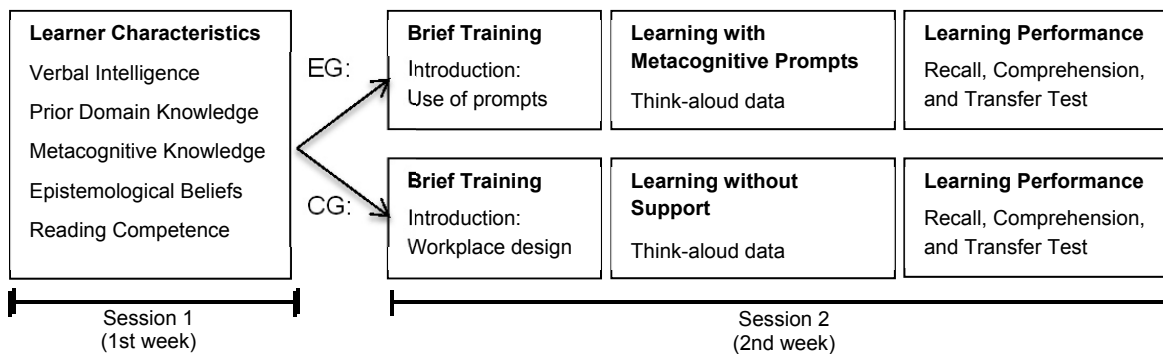 Learner Characteristics
Verbal Intelligence
Prior Domain Knowledge
Metacognitive Knowledge
Epistemological Beliefs
Reading Competence
EG:
Brief Training
Introduction:
Use of prompts
Learning with
Metacognitive Prompts
Think-aloud data
Learning Performance
Recall, Comprehension,
and Transfer Test
CG:
Brief Training
Introduction:
Workplace design
Learning without
Support
Think-aloud data
Learning Performance
Recall, Comprehension,
and Transfer Test
Session 1
(1st week)
Session 2
(2nd week)